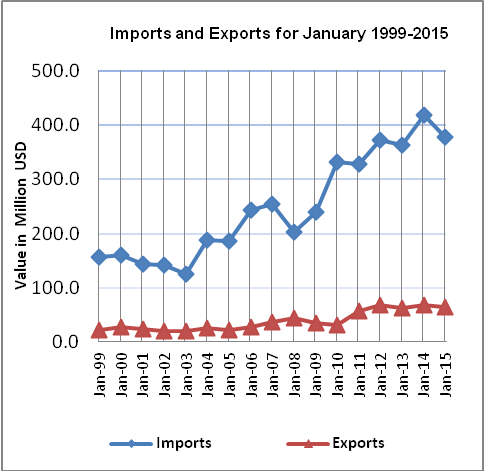 Imports and Exports for January 1999-2015
Value in Million USD
500.0
400.0
300.0
200.0
100.0
0.0
Jan-99
Jan-00
Jan-01
Jan-02
Jan-03
Jan-04
Jan-05
Jan-06
Jan-07
Jan-08
Jan-09
Jan-10
Jan-11
Jan-12
Jan-13
Jan-14
Jan-15
Imports Exports